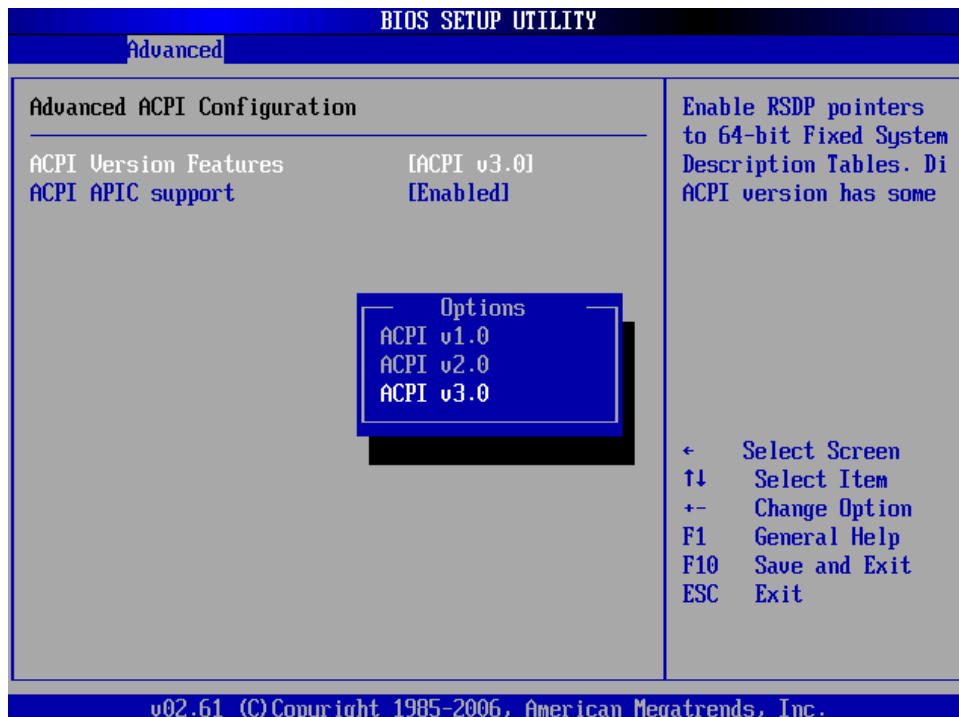 BIOS SETUP UTILITY
Advanced
Advanced ACPI Configuration
ACPI Version Features [ACPI v3.0]
ACPI APIC support [Enabled]
Options
ACPI v1.0
ACPI v2.0
ACPI v3.0
Enable RSDP pointers
to 64-bit Fixed System
Description Tables. Di
ACPI version has some
← Select Screen
↑↓ Select Item
+- Change Option
F1 General Help
F10 Save and Exit
ESC Exit
v02.61 (C)Copyright 1985-2006, American Megatrends, Inc.